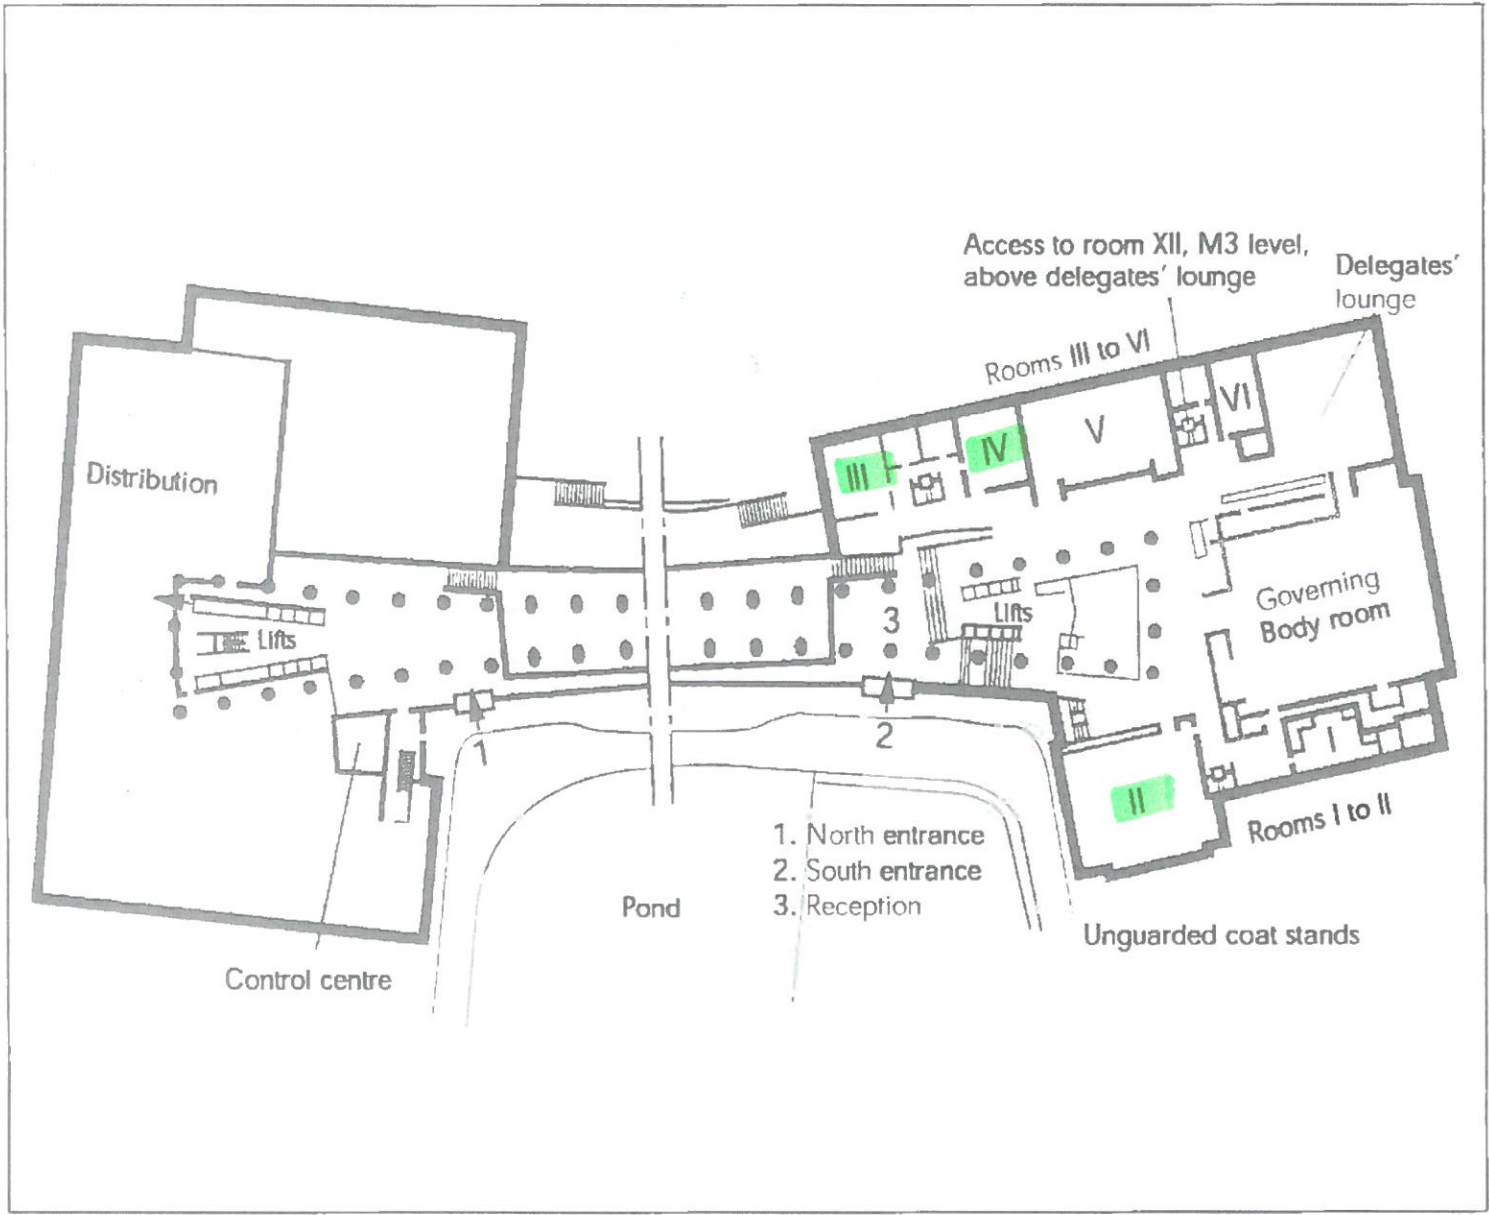 Access to room XII, M3 level,
above delegates' lounge
Delegates'
lounge
Rooms III to VI
VI
V
IV
III
Distribution
Governing
Body room
3
Lifts
Lifts
1
2
I
II
Rooms I to II
1. North entrance
2. South entrance
3. Reception
Pond
Unguarded coat stands
Control centre